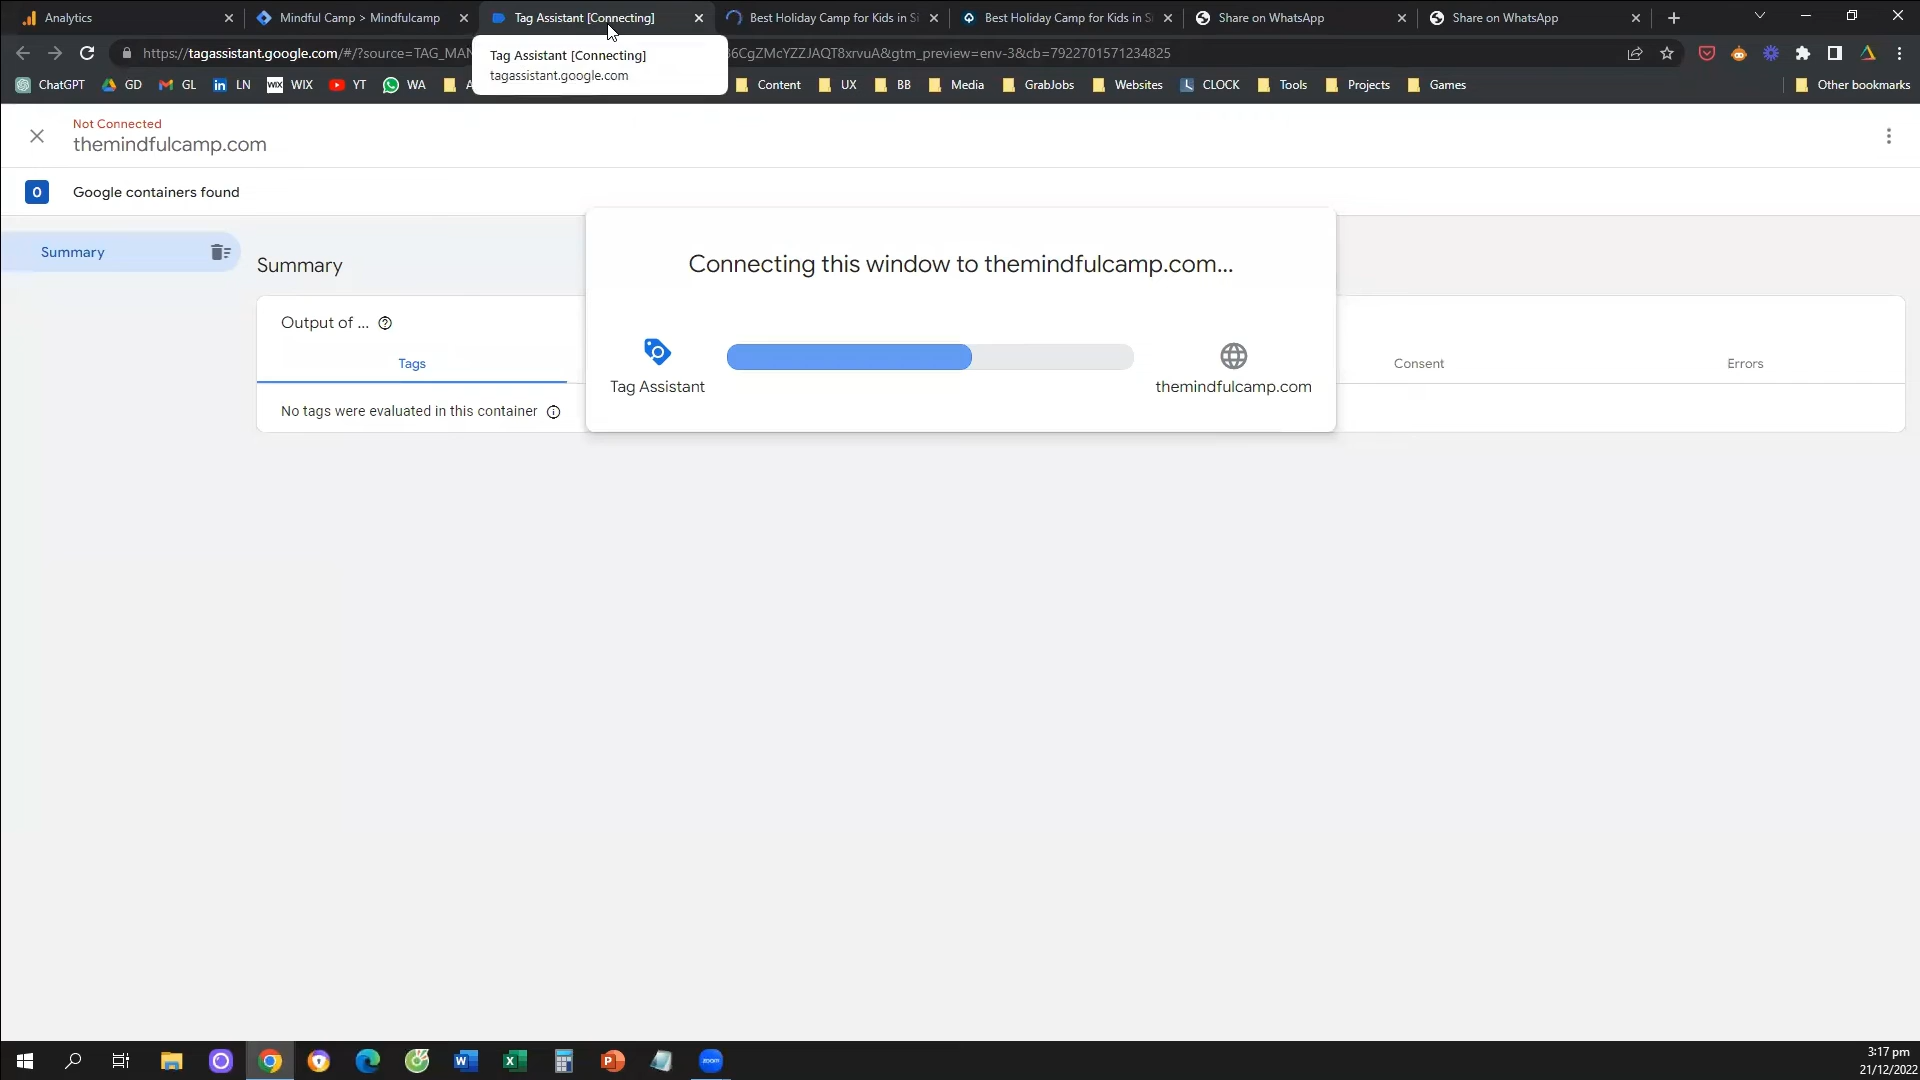 Analytics
Mindful Camp > Mindfulcamp
Tag Assistant [Connecting]
Best Holiday Camp for Kids in Si
Best Holiday Camp for Kids in Si
Share on WhatsApp
Share on WhatsApp
https://tagassistant.google.com/#/?source=TAG_MAN
36CgZMcYZZJAQT8xrvuA&gtm_preview=env-3&cb=7922701571234825
Tag Assistant [Connecting]
tagassistant.google.com
ChatGPT
GD
GL
LN
WIX
WIX
YT
WA
Content
UX
BB
Media
GrabJobs
Websites
CLOCK
Tools
Projects
Games
Other bookmarks
Not Connected
themindfulcamp.com
0
Google containers found
Summary
Summary
Output of ...
Tags
Consent
Errors
No tags were evaluated in this container
Connecting this window to themindfulcamp.com...
Tag Assistant
themindfulcamp.com
zoom
3:17 pm
21/12/2022